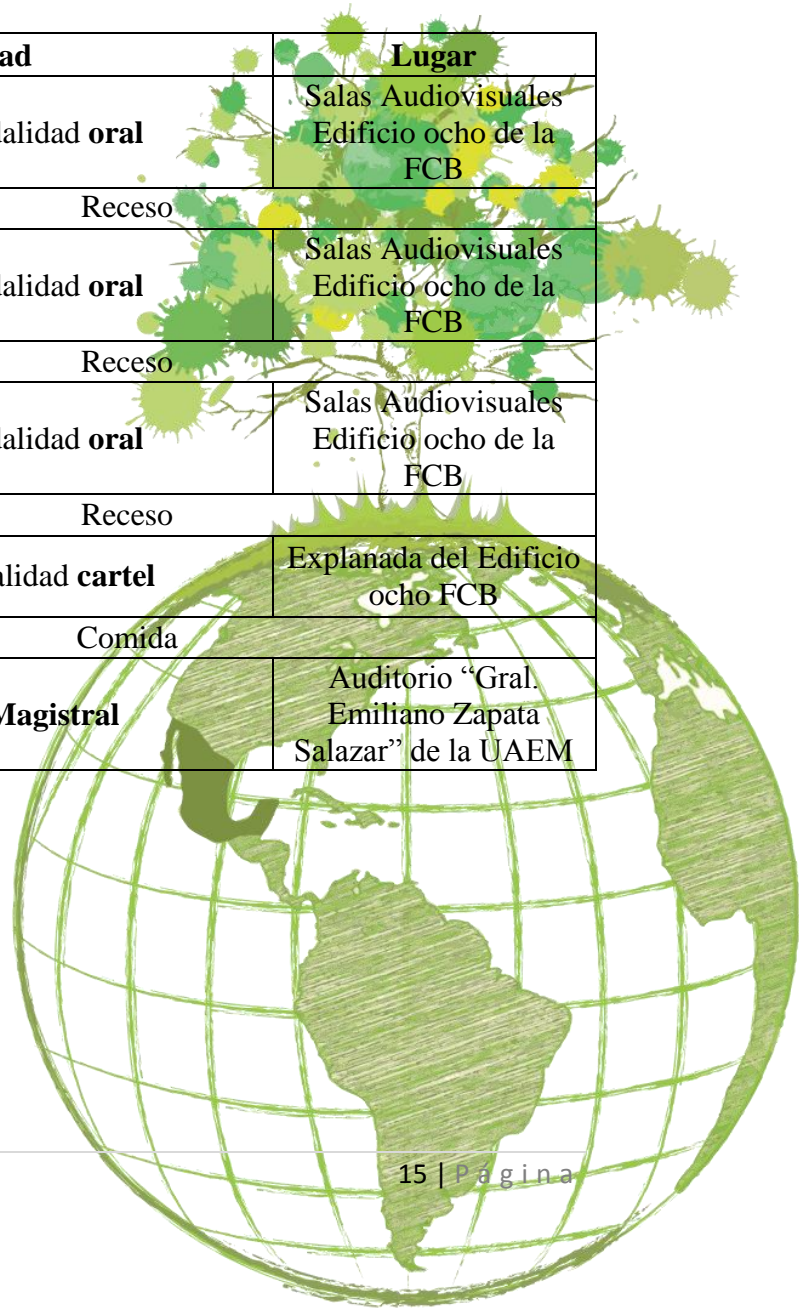 ad Lugar
alidad oral Salas Audiovisuales
Edificio ocho de la
FCB
Receso
alidad oral Salas Audiovisuales
Edificio ocho de la
FCB
Receso
alidad oral Salas Audiovisuales
Edificio ocho de la
FCB
Receso
alidad cartel Explanada del Edificio
ocho FCB
Comida
Magistral Auditorio “Gral.
Emiliano Zapata
Salazar” de la UAEM
15 | Página